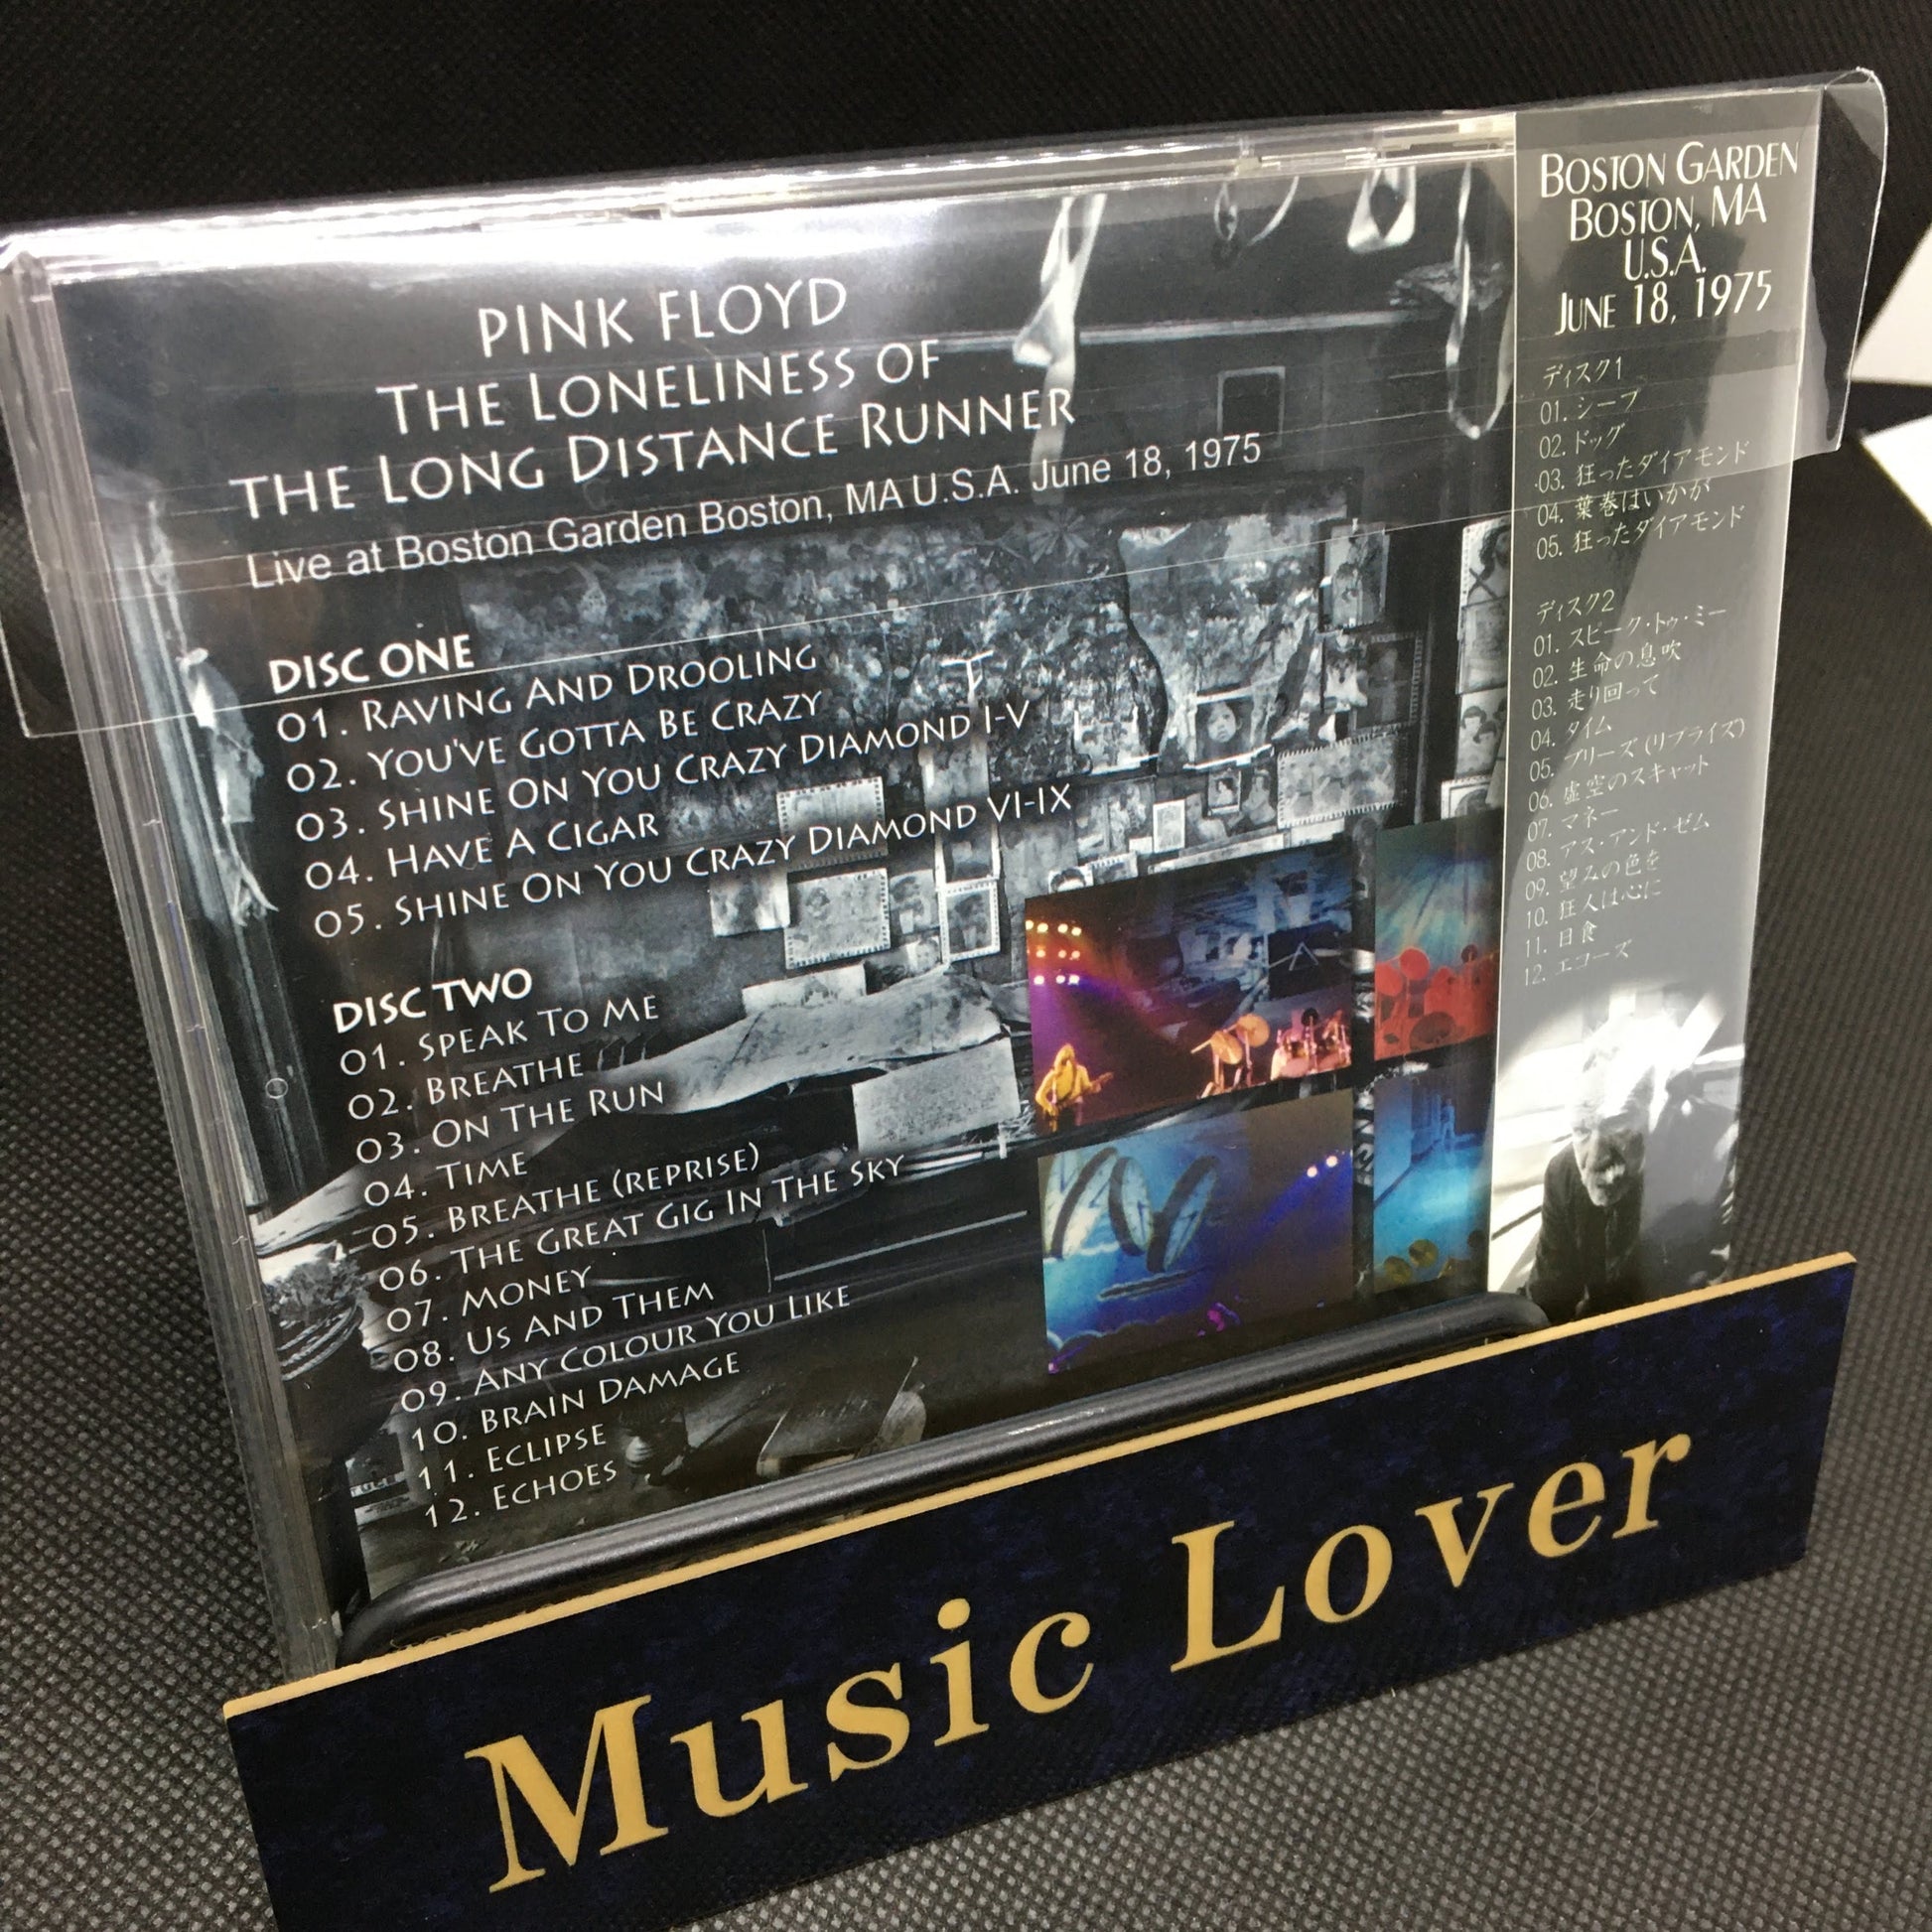 PINK FLOYD
THE LONELINESS OF
THE LONG DISTANCE RUNNER
Live at Boston Garden Boston, MA U.S.A. June 18, 1975
DISC ONE
01. RAVING AND DROOLING
02. YOU'VE GOTTA BE CRAZY
03. SHINE ON YOU CRAZY DIAMOND I-V
04. HAVE A CIGAR
05. SHINE ON YOU CRAZY DIAMOND VI-IX
DISC TWO
01. SPEAK TO ME
02. BREATHE
03. ON THE RUN
04. TIME
05. BREATHE (REPRISE)
06. THE GREAT GIG IN THE SKY
07. MONEY
08. US AND THEM
09. ANY COLOUR YOU LIKE
10. BRAIN DAMAGE
11. ECLIPSE
12. ECHOES
BOSTON GARDEN
BOSTON, MA
U.S.A.
JUNE 18, 1975
ディスク1
01. シープ
02. ドッグ
03. 狂ったダイアモンド
04. 葉巻はいかが
05. 狂ったダイアモンド
ディスク2
01. スピーク・トゥ・ミー
02. 生命の息吹
03. 走り回って
04. タイム
05. ブリーズ(リプライズ)
06. 虚空のスキャット
07. マネー
08. アス・アンド・ゼム
09. 望みの色を
10. 狂人は心に
11. 日食
12. エコーズ
Music Lover